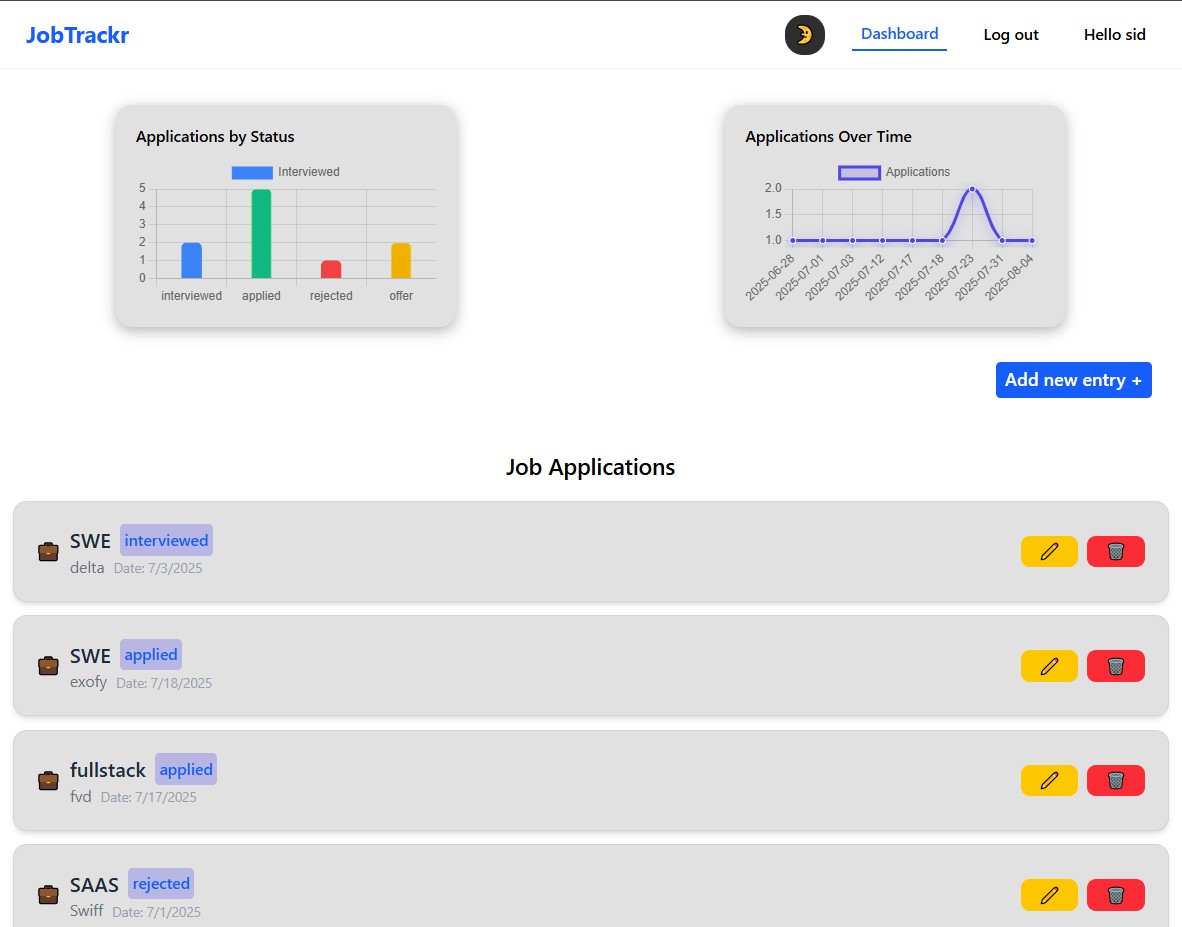 JobTrackr
Dashboard
Log out
Hello sid
Applications by Status
Interviewed
5
4
3
2
1
0
interviewed applied rejected offer
Applications Over Time
Applications
2.0
1.5
1.0
2025-06-28
2025-07-01
2025-07-03
2025-07-12
2025-07-17
2025-07-18
2025-07-23
2025-07-31
2025-08-04
Add new entry +
Job Applications
SWE interviewed
delta Date: 7/3/2025
SWE applied
exofy Date: 7/18/2025
fullstack applied
fvd Date: 7/17/2025
SAAS rejected
Swiff Date: 7/1/2025